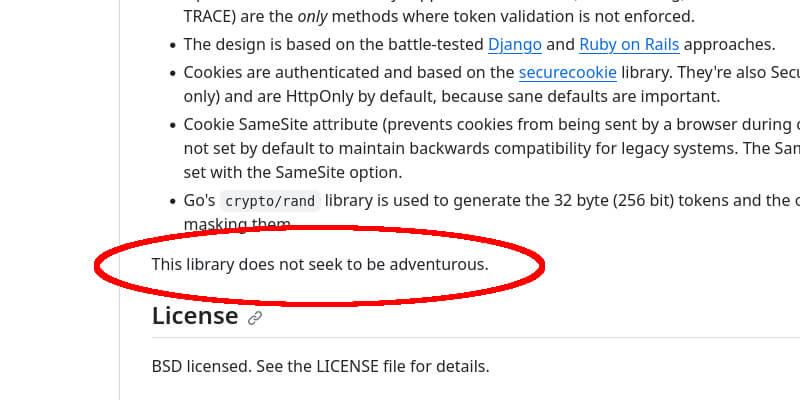 TRACE) are the only methods where token validation is not enforced.
• The design is based on the battle-tested Django and Ruby on Rails approaches.
• Cookies are authenticated and based on the securecookie library. They're also Secu
only) and are HttpOnly by default, because sane defaults are important.
• Cookie SameSite attribute (prevents cookies from being sent by a browser during c
not set by default to maintain backwards compatibility for legacy systems. The Sam
set with the SameSite option.
• Go's crypto/rand library is used to generate the 32 byte (256 bit) tokens and the o
masking them.
This library does not seek to be adventurous.
License
BSD licensed. See the LICENSE file for details.